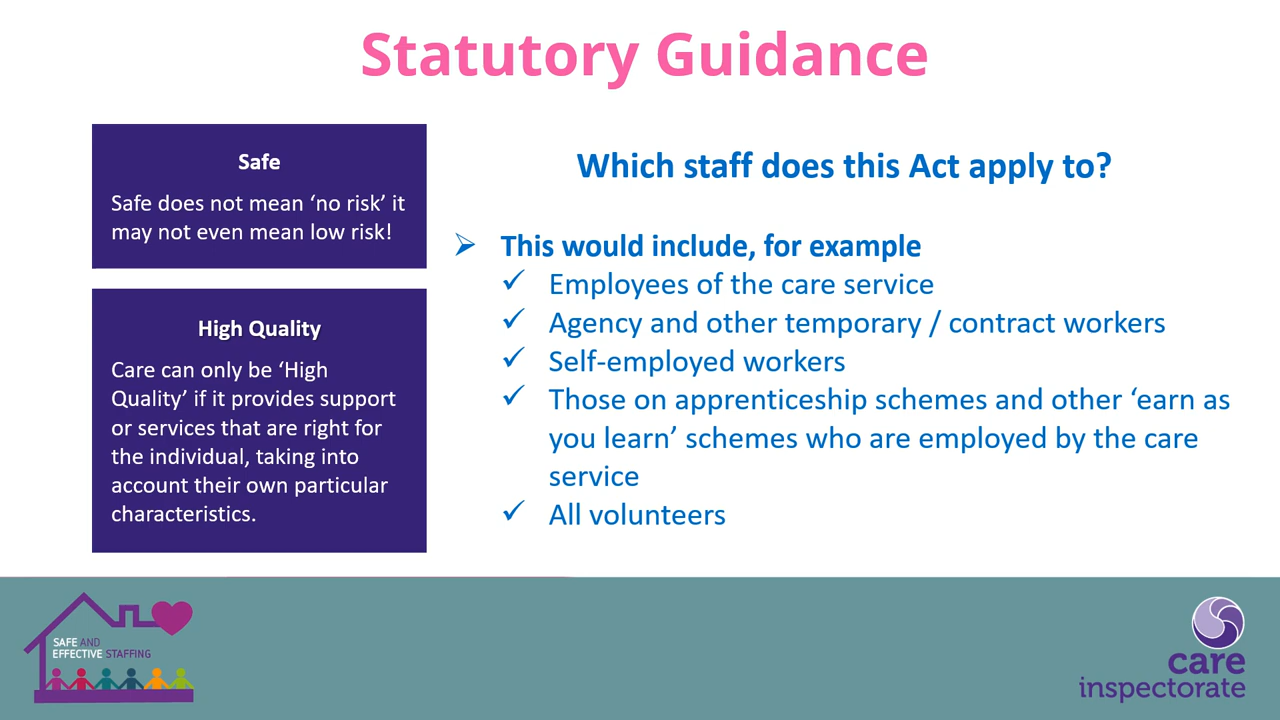 Statutory Guidance
Safe
Safe does not mean ‘no risk’ it
may not even mean low risk!
High Quality
Care can only be ‘High
Quality’ if it provides support
or services that are right for
the individual, taking into
account their own particular
characteristics.
Which staff does this Act apply to?
This would include, for example
Employees of the care service
Agency and other temporary / contract workers
Self-employed workers
Those on apprenticeship schemes and other ‘earn as
you learn’ schemes who are employed by the care
service
All volunteers
SAFE AND
EFFECTIVE STAFFING
care
inspectorate